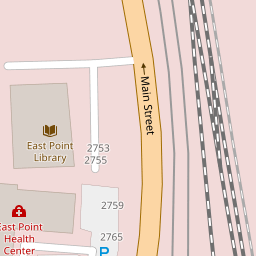 ← Main Street
East Point
Library
2753
2755
2759
East Point
Health
Center
2765
P